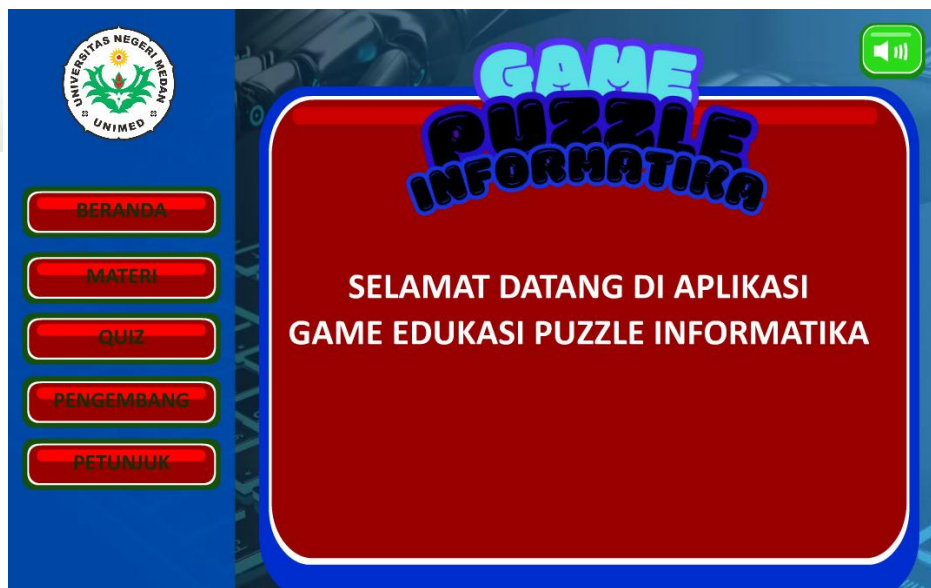 UNIVERSITAS NEGERI MEDAN
UNIMED
BERANDA
MATERI
QUIZ
PENGEMBANG
PETUNJUK
GAME
PUZZLE
INFORMATIKA
SELAMAT DATANG DI APLIKASI
GAME EDUKASI PUZZLE INFORMATIKA